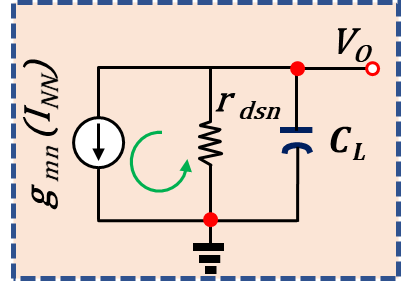 V_O
g_mn (I_NN)
r_dsn
C_L